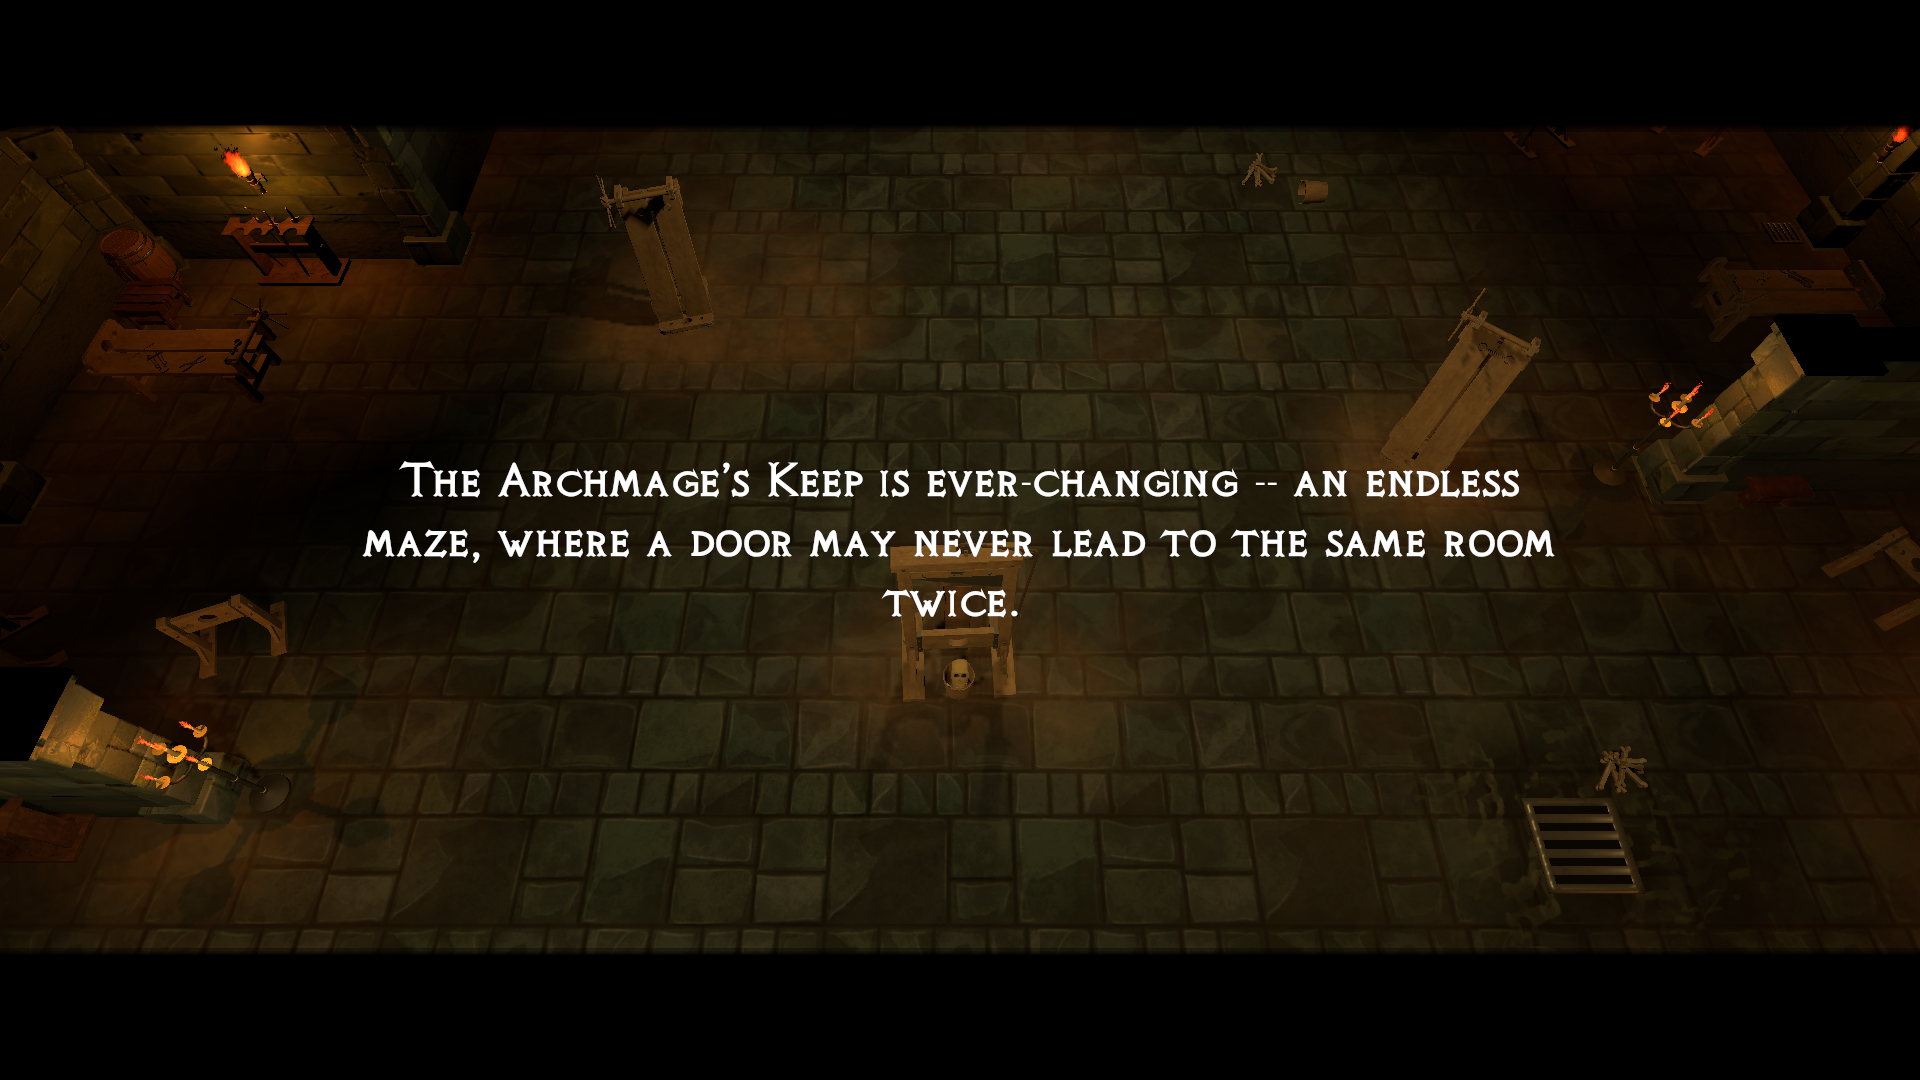 The Archmage's Keep is ever-changing -- an endless
maze, where a door may never lead to the same room
twice.